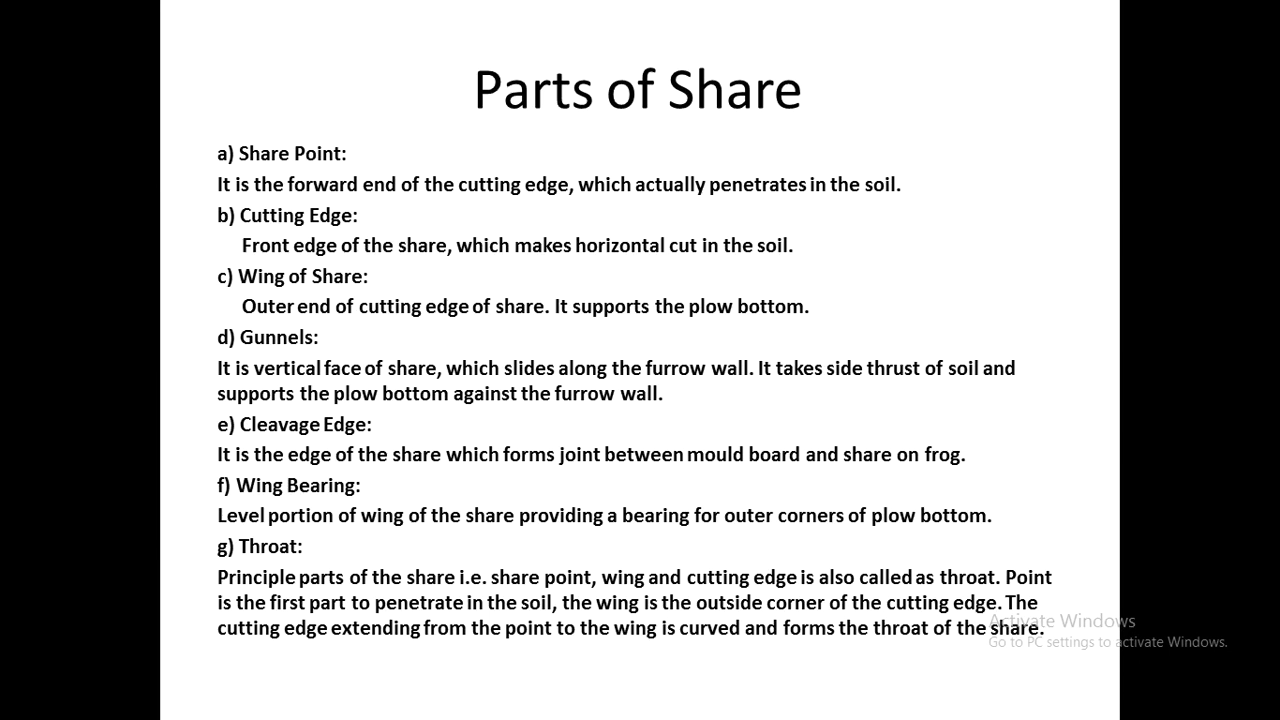 Parts of Share
a) Share Point:
It is the forward end of the cutting edge, which actually penetrates in the soil.
b) Cutting Edge:
Front edge of the share, which makes horizontal cut in the soil.
c) Wing of Share:
Outer end of cutting edge of share. It supports the plow bottom.
d) Gunnels:
It is vertical face of share, which slides along the furrow wall. It takes side thrust of soil and
supports the plow bottom against the furrow wall.
e) Cleavage Edge:
It is the edge of the share which forms joint between mould board and share on frog.
f) Wing Bearing:
Level portion of wing of the share providing a bearing for outer corners of plow bottom.
g) Throat:
Principle parts of the share i.e. share point, wing and cutting edge is also called as throat. Point
is the first part to penetrate in the soil, the wing is the outside corner of the cutting edge. The
cutting edge extending from the point to the wing is curved and forms the throat of the share.
Activate Windows
Go to PC settings to activate Windows.